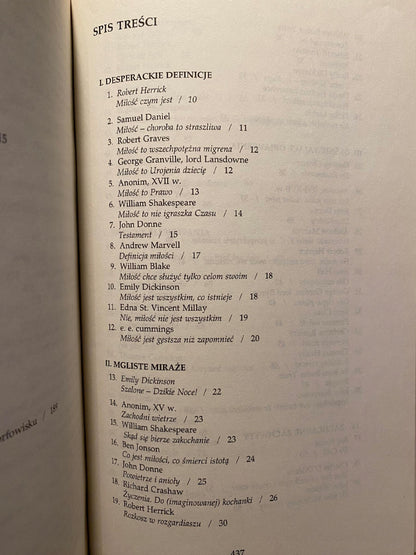 SPIS TREŚCI
I. DESPERACKIE DEFINICJE
1. Robert Herrick
Miłość czym jest / 10
2. Samuel Daniel
Miłość – choroba to straszliwa / 11
3. Robert Graves
Miłość to wszechpotężna migrena / 12
4. George Granville, lord Lansdowne
Miłość to Urojenia dziecię / 12
5. Anonim, XVII w.
Miłość to Prawo / 13
6. William Shakespeare
Miłość to nie igraszka Czasu / 14
7. John Donne
Testament / 15
8. Andrew Marvell
Definicja miłości / 17
9. William Blake
Miłość chce służyć tylko celom swoim / 18
10. Emily Dickinson
Miłość jest wszystkim, co istnieje / 18
11. Edna St. Vincent Millay
Nie, miłość nie jest wszystkim / 19
12. e. e. cummings
Miłość jest gęstsza niż zapomnieć / 20
II. MGLISTE MIRAŻE
13. Emily Dickinson
Szalone – Dzikie Noce! / 22
14. Anonim, XV w.
Zachodni wietrze / 23
15. William Shakespeare
Skąd się bierze zakochanie / 23
16. Ben Jonson
Co jest miłości, co śmierci istotą / 24
17. John Donne
Powietrze i anioły / 25
18. Richard Crashaw
Życzenia. Do (imaginowanej) kochanki / 26
19. Robert Herrick
Rozkosz w rozgardiaszu / 30
437